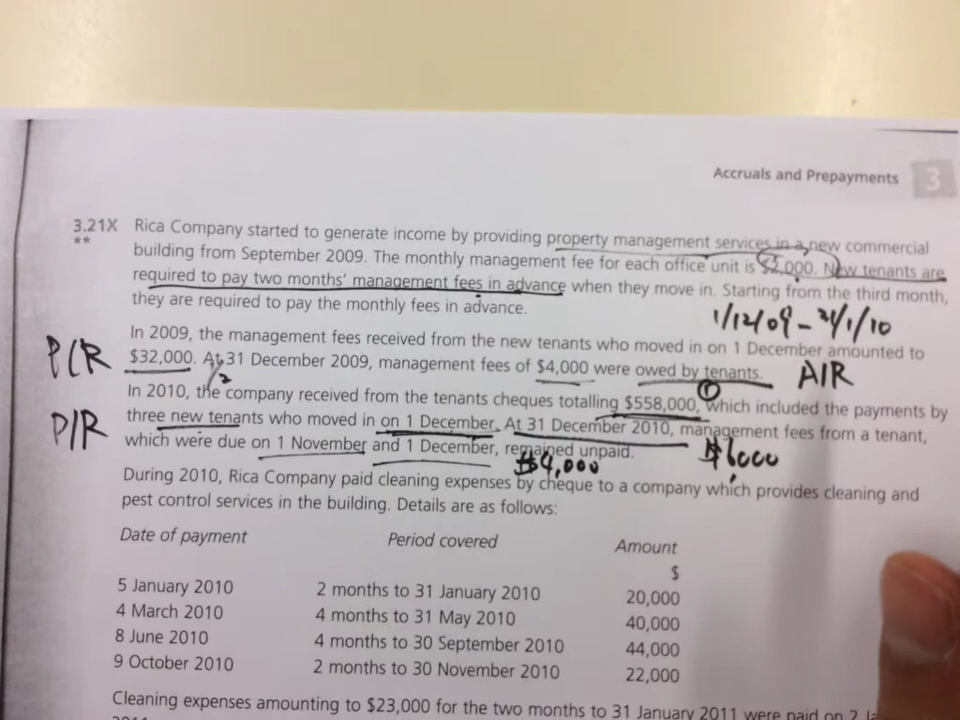 Accruals and Prepayments 3
3.21X Rica Company started to generate income by providing property management services in a new commercial
** building from September 2009. The monthly management fee for each office unit is $2,000. New tenants are
required to pay two months' management fees in advance when they move in. Starting from the third month,
they are required to pay the monthly fees in advance.
1/12/09 - 31/1/10
In 2009, the management fees received from the new tenants who moved in on 1 December amounted to
PIR $32,000. At 31 December 2009, management fees of $4,000 were owed by tenants. AIR
1/2
In 2010, the company received from the tenants cheques totalling $558,000, which included the payments by
①
PIR three new tenants who moved in on 1 December. At 31 December 2010, management fees from a tenant,
which were due on 1 November and 1 December, remained unpaid.
$4,000 $6000
During 2010, Rica Company paid cleaning expenses by cheque to a company which provides cleaning and
pest control services in the building. Details are as follows:
Date of payment Period covered Amount
$
5 January 2010 2 months to 31 January 2010 20,000
4 March 2010 4 months to 31 May 2010 40,000
8 June 2010 4 months to 30 September 2010 44,000
9 October 2010 2 months to 30 November 2010 22,000
Cleaning expenses amounting to $23,000 for the two months to 31 January 2011 were paid on 2